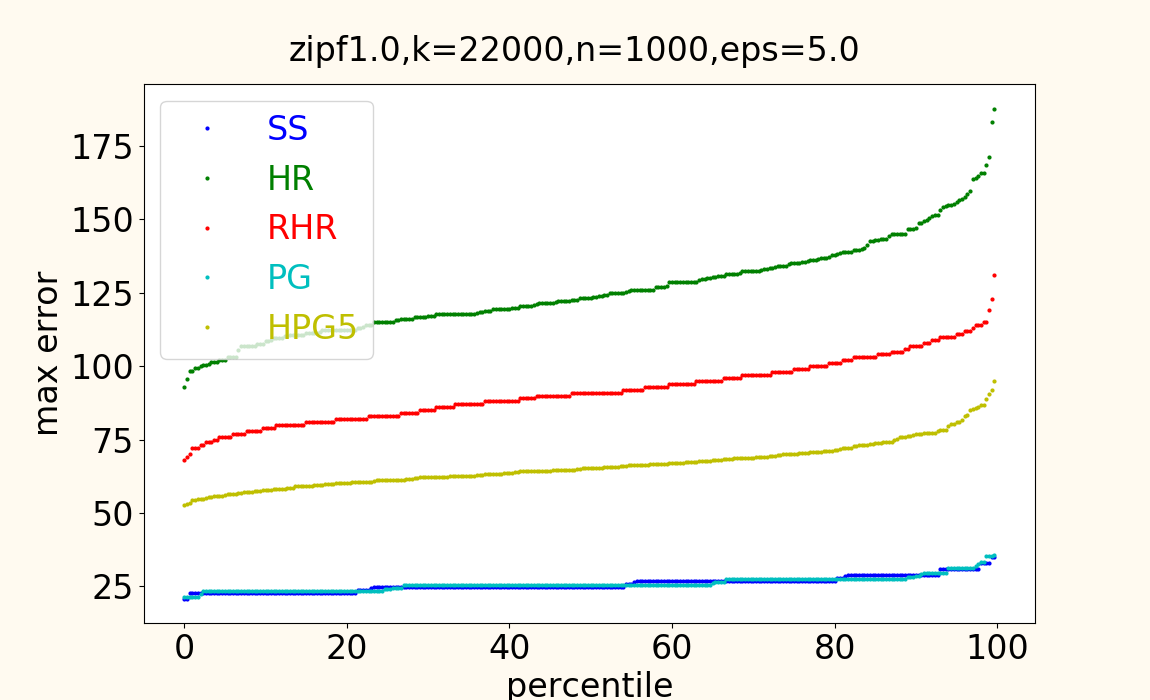 zipf1.0,k=22000,n=1000,eps=5.0
175
150
125
100
75
50
25
max error
SS
HR
RHR
PG
HPG5
0 20 40 60 80 100
percentile